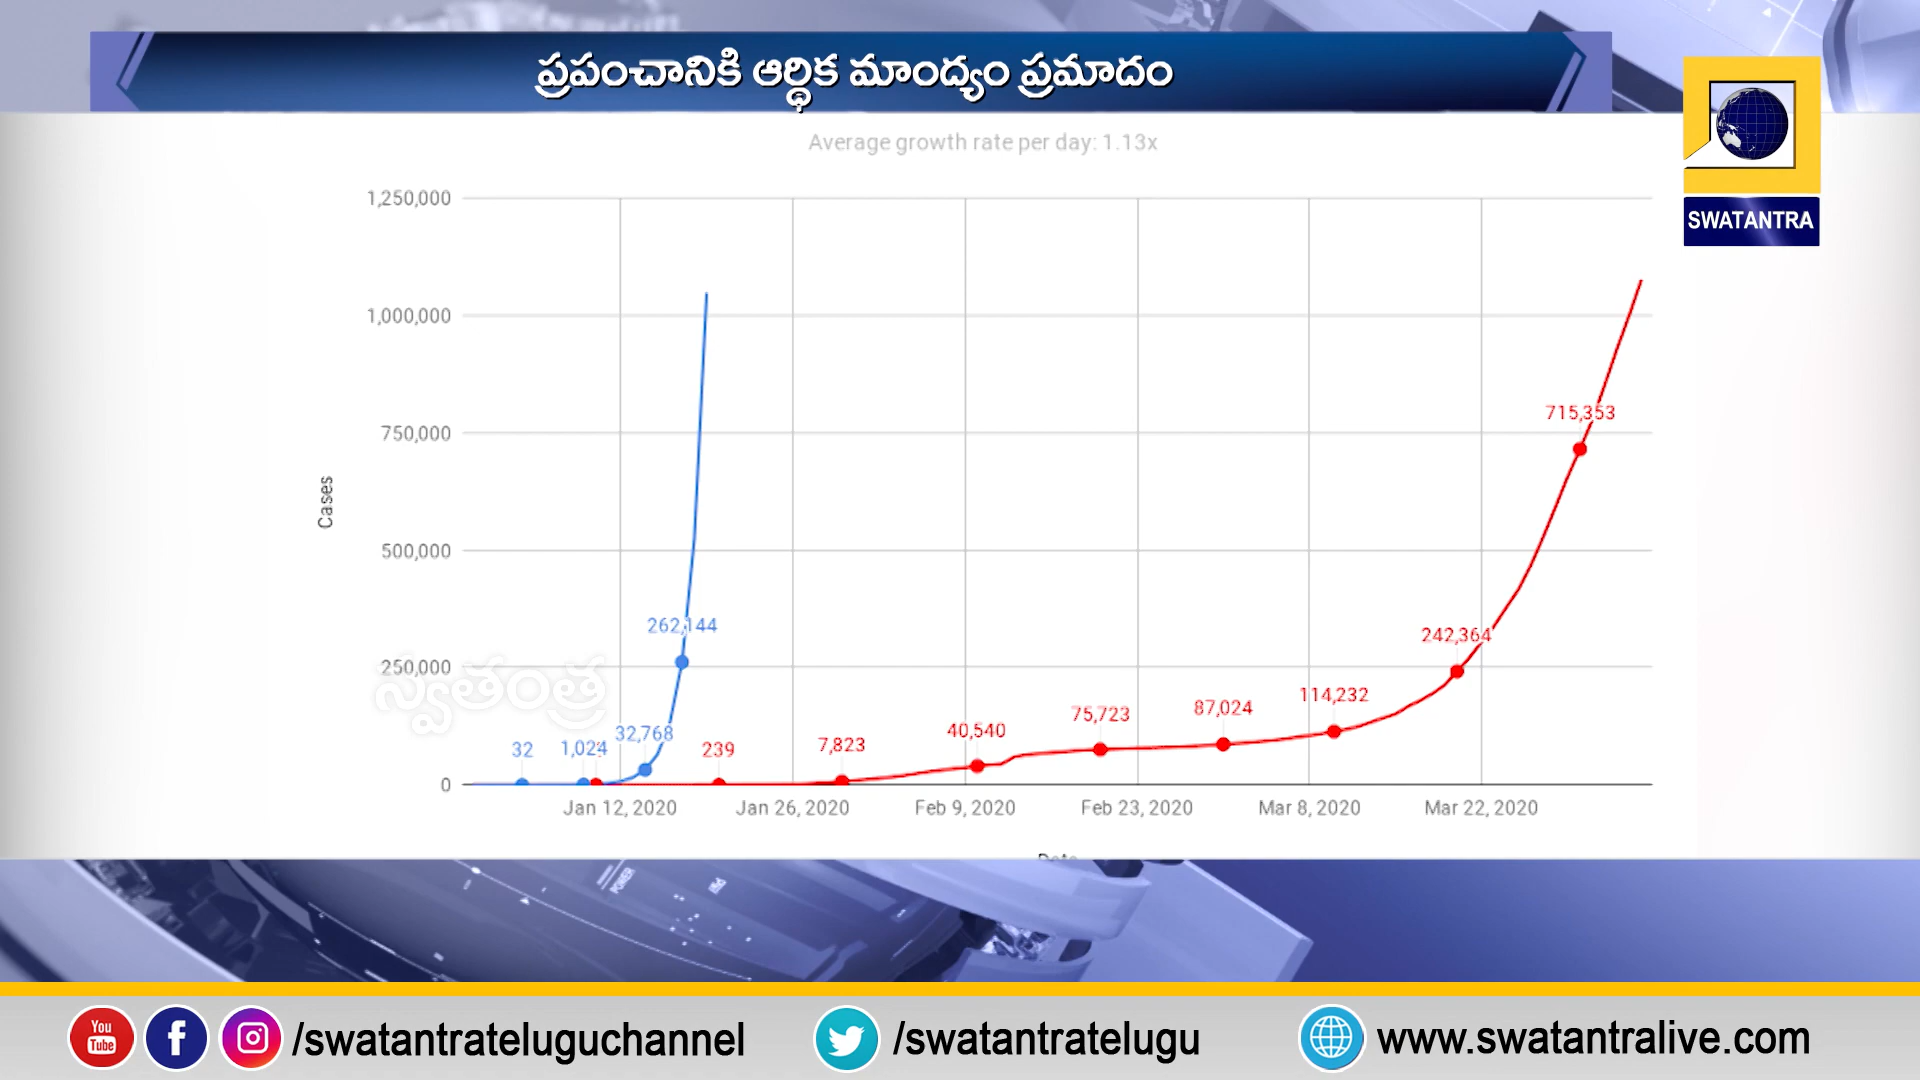 ప్రపంచానికి ఆర్థిక మాంద్యం ప్రమాదం
SWATANTRA
Average growth rate per day: 1.13x
1,250,000
1,000,000
750,000
500,000
250,000
0
Cases
715,353
262,144
242,364
114,232
87,024
75,723
40,540
32,768
32
1,024
239
7,823
స్వతంత్ర
Jan 12, 2020
Jan 26, 2020
Feb 9, 2020
Feb 23, 2020
Mar 8, 2020
Mar 22, 2020
POWER
You Tube
/swatantrateluguchannel
/swatantratelugu
www.swatantralive.com